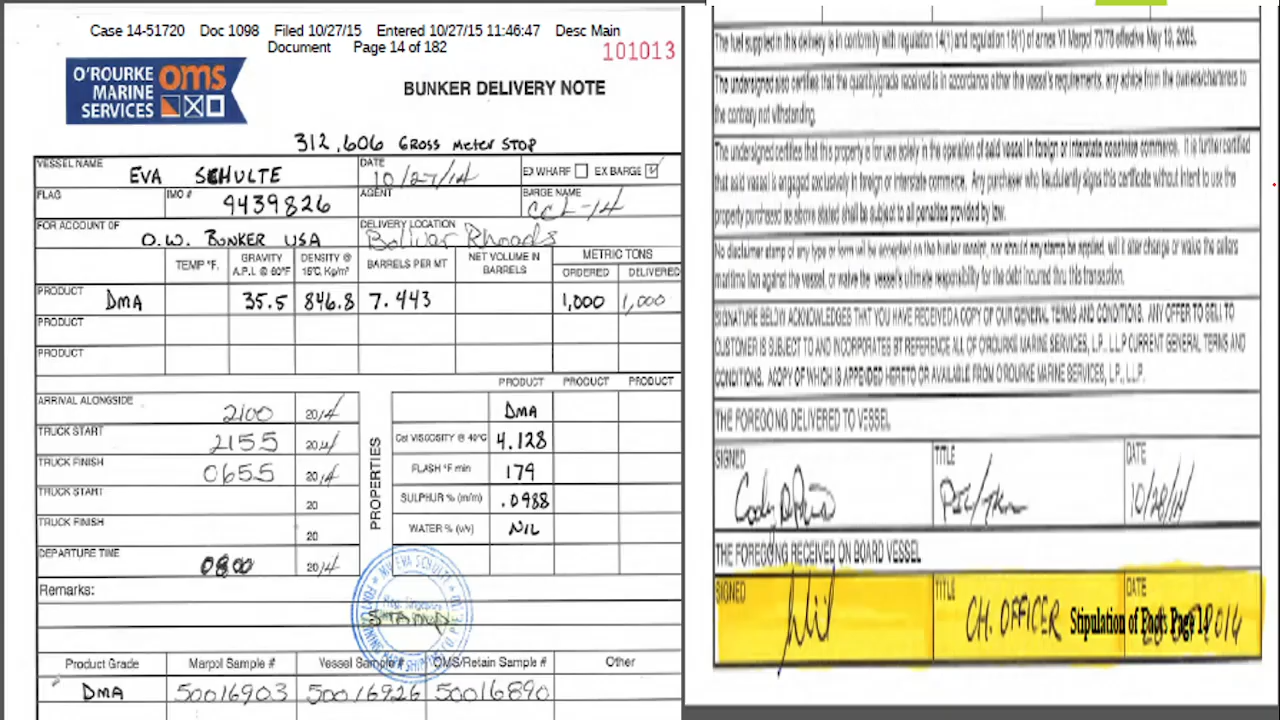 Case 14-51720 Doc 1098 Filed 10/27/15 Entered 10/27/15 11:46:47 Desc Main
Document Page 14 of 182
101013
O'ROURKE
MARINE
SERVICES
oms
BUNKER DELIVERY NOTE
312,606 GROSS METER STOP
VESSEL NAME EVA SCHULTE DATE 10/27/14 EX WHARF EX BARGE
FLAG IMO # 9439826 AGENT BARGE NAME CCL-14
FOR ACCOUNT OF O.W. BUNKER USA DELIVERY LOCATION Bolivar Rhoads
TEMP °F. GRAVITY A.P.I. @ 60°F DENSITY @ 15°C Kg/m³ BARRELS PER MT NET VOLUME IN BARRELS METRIC TONS ORDERED DELIVERED
PRODUCT DMA 35.5 846.8 7.443 1,000 1,000
PRODUCT
PRODUCT
PRODUCT PRODUCT PRODUCT
ARRIVAL ALONGSIDE 2100 2014 DMA
TRUCK START 2155 2014 Cst VISCOSITY @ 40°C 4.128
TRUCK FINISH 0655 2014 FLASH °F min 179
TRUCK START 20 SULPHUR % (m/m) .0988
TRUCK FINISH 20 WATER % (v/v) NIL
PROPERTIES
DEPARTURE TIME 0800 2014
Remarks:
M/V EVA SCHULTE
STAMP
Product Grade Marpol Sample # Vessel Sample # OMS/Retain Sample # Other
DMA 50016903 50016926 50016890
The fuel supplied in this delivery is in conformity with regulation 14(1) and regulation 18(1) of annex VI Marpol 73/78 effective May 19, 2005.
The undersigned also certifies that the quantity/grade received is in accordance either the vessel's requirements, any advice from the owners/charterers to
the contrary not withstanding.
The undersigned certifies that this property is for use solely in the operation of said vessel in foreign or interstate coastwise commerce. It is further certified
that said vessel is engaged exclusively in foreign or interstate commerce. Any purchaser who fraudulently signs this certificate without intent to use the
property purchased as above stated shall be subject to all penalties provided by law.
No disclaimer stamp of any type or form will be accepted on the bunker receipt, nor should any stamp be applied, will it alter change or waive the sellers
maritime lien against the vessel, or waive the vessel's ultimate responsibility for the debt incurred thru this transaction.
SIGNATURE BELOW ACKNOWLEDGES THAT YOU HAVE RECEIVED A COPY OF OUR GENERAL TERMS AND CONDITIONS. ANY OFFER TO SELL TO
CUSTOMER IS SUBJECT TO AND INCORPORATES BY REFERENCE ALL OF O'ROURKE MARINE SERVICES, L.P., L.L.P CURRENT GENERAL TERMS AND
CONDITIONS. A COPY OF WHICH IS APPENDED HERETO OR AVAILABLE FROM O'ROURKE MARINE SERVICES, L.P., L.L.P.
THE FOREGOING DELIVERED TO VESSEL
SIGNED TITLE DATE
Cody 10/28/14
THE FOREGOING RECEIVED ON BOARD VESSEL
SIGNED TITLE DATE
CH. OFFICER Stipulation of Fact Page 14